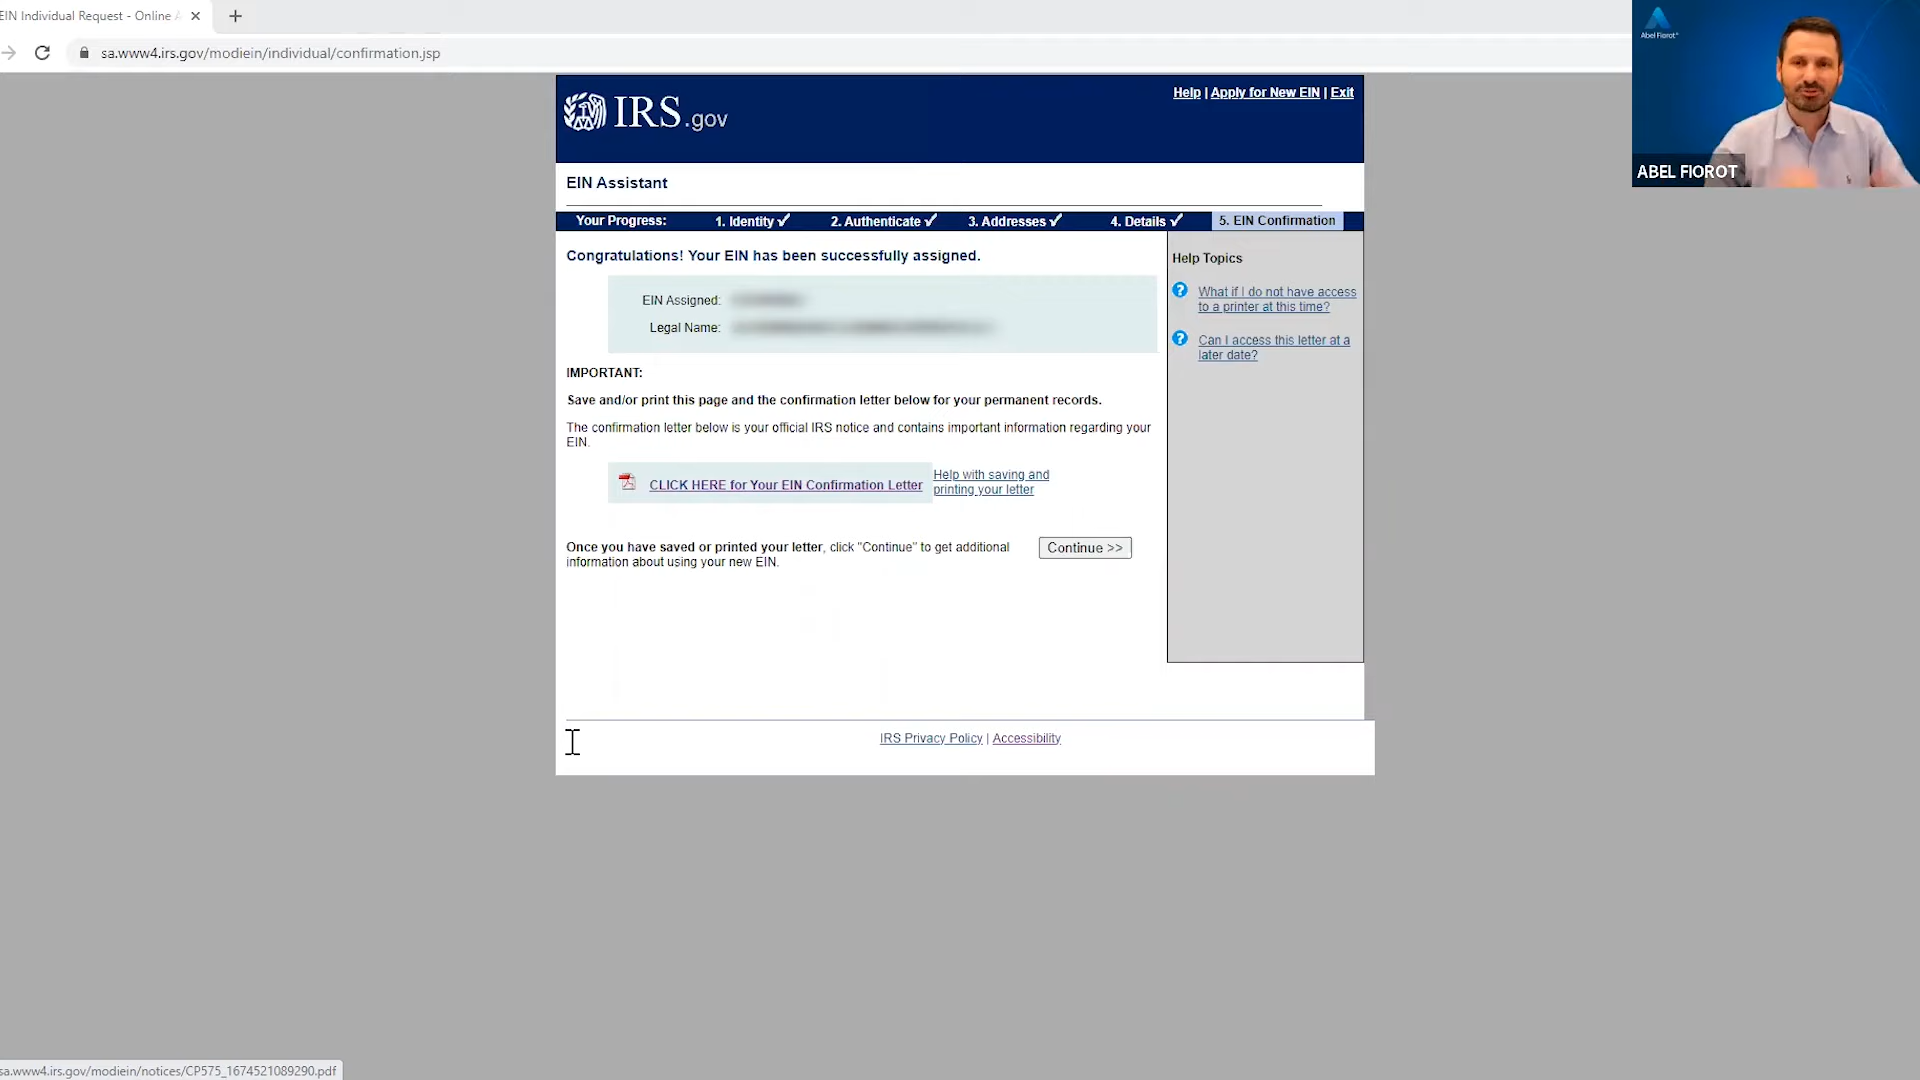 EIN Individual Request - Online
sa.www4.irs.gov/modiein/individual/confirmation.jsp
Abel Fiorot
ABEL FIOROT
IRS.gov
Help | Apply for New EIN | Exit
EIN Assistant
Your Progress: 1. Identity ✓ 2. Authenticate ✓ 3. Addresses ✓ 4. Details ✓ 5. EIN Confirmation
Congratulations! Your EIN has been successfully assigned.
EIN Assigned:
Legal Name:
IMPORTANT:
Save and/or print this page and the confirmation letter below for your permanent records.
The confirmation letter below is your official IRS notice and contains important information regarding your
EIN.
CLICK HERE for Your EIN Confirmation Letter
Help with saving and
printing your letter
Once you have saved or printed your letter, click "Continue" to get additional
information about using your new EIN.
Continue >>
Help Topics
What if I do not have access
to a printer at this time?
Can I access this letter at a
later date?
IRS Privacy Policy | Accessibility
sa.www4.irs.gov/modiein/notices/CP575_1674521089290.pdf